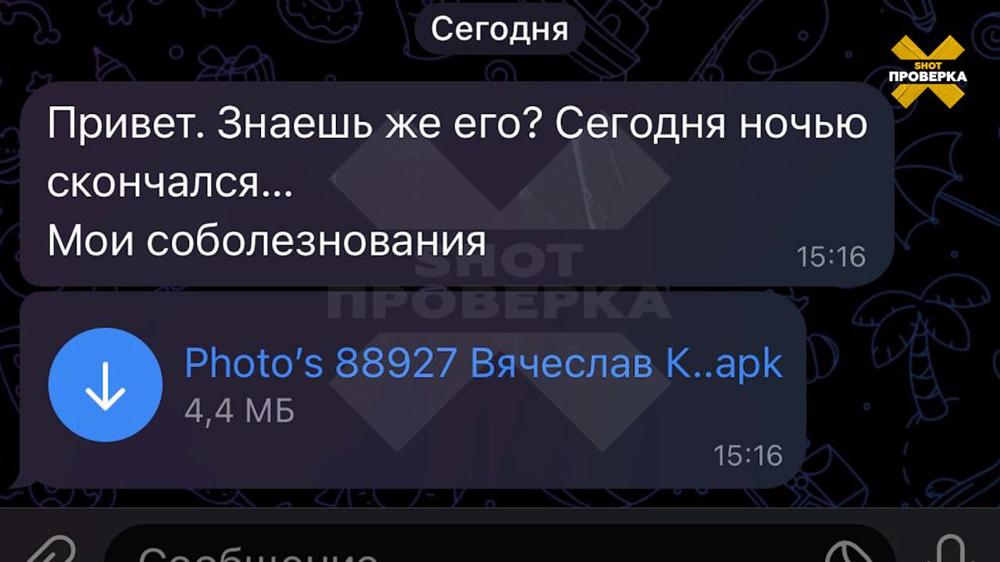 Сегодня
SHOT
ПРОВЕРКА
Привет. Знаешь же его? Сегодня ночью
скончался...
Мои соболезнования
15:16
SHOT
ПРОВЕРКА
Photo’s 88927 Вячеслав К..apk
4,4 МБ
15:16
Сообщение